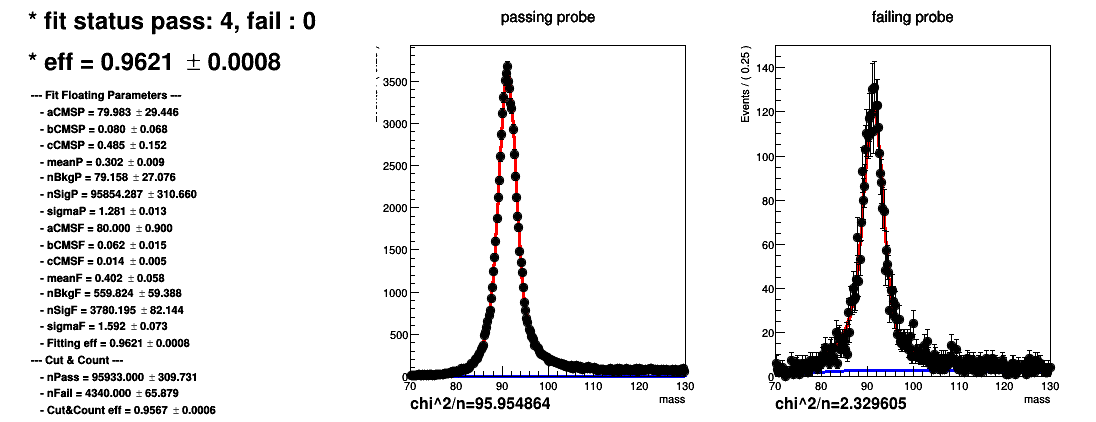 * fit status pass: 4, fail : 0
* eff = 0.9621 ± 0.0008
--- Fit Floating Parameters ---
- aCMSP = 79.983 ± 29.446
- bCMSP = 0.080 ± 0.068
- cCMSP = 0.485 ± 0.152
- meanP = 0.302 ± 0.009
- nBkgP = 79.158 ± 27.076
- nSigP = 95854.287 ± 310.660
- sigmaP = 1.281 ± 0.013
- aCMSF = 80.000 ± 0.900
- bCMSF = 0.062 ± 0.015
- cCMSF = 0.014 ± 0.005
- meanF = 0.402 ± 0.058
- nBkgF = 559.824 ± 59.388
- nSigF = 3780.195 ± 82.144
- sigmaF = 1.592 ± 0.073
- Fitting eff = 0.9621 ± 0.0008
--- Cut & Count ---
- nPass = 95933.000 ± 309.731
- nFail = 4340.000 ± 65.879
- Cut&Count eff = 0.9567 ± 0.0006
passing probe
3500
3000
2500
2000
1500
1000
500
0
70 80 90 100 110 120 130
mass
chi^2/n=95.954864
failing probe
Events / ( 0.25 )
140
120
100
80
60
40
20
0
70 80 90 100 110 120 130
mass
chi^2/n=2.329605